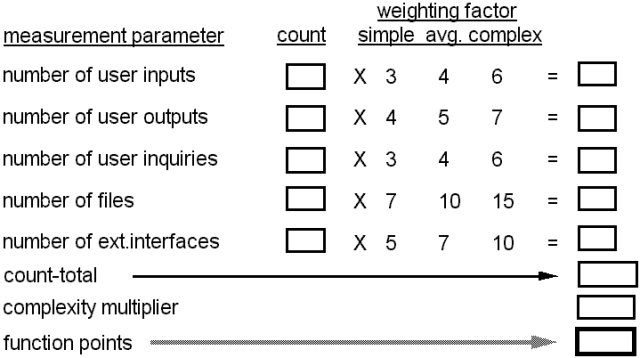 weighting factor
measurement parameter count simple avg. complex
number of user inputs X 3 4 6 =
number of user outputs X 4 5 7 =
number of user inquiries X 3 4 6 =
number of files X 7 10 15 =
number of ext.interfaces X 5 7 10 =
count-total
complexity multiplier
function points